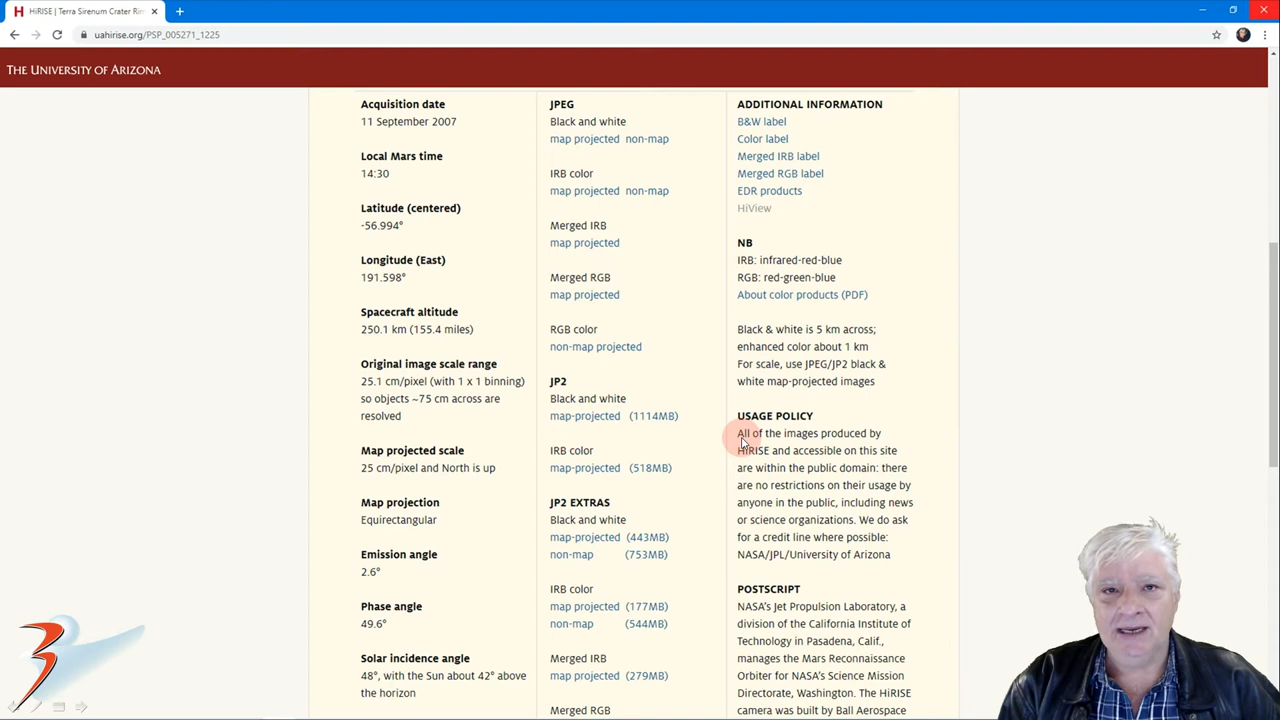 HiRISE | Terra Sirenum Crater Rim
uahirise.org/PSP_005271_1225
THE UNIVERSITY OF ARIZONA
Acquisition date
11 September 2007
Local Mars time
14:30
Latitude (centered)
-56.994°
Longitude (East)
191.598°
Spacecraft altitude
250.1 km (155.4 miles)
Original image scale range
25.1 cm/pixel (with 1 x 1 binning)
so objects ~75 cm across are
resolved
Map projected scale
25 cm/pixel and North is up
Map projection
Equirectangular
Emission angle
2.6°
Phase angle
49.6°
Solar incidence angle
48°, with the Sun about 42° above
the horizon
JPEG
Black and white
map projected non-map
IRB color
map projected non-map
Merged IRB
map projected
Merged RGB
map projected
RGB color
non-map projected
JP2
Black and white
map-projected (1114MB)
IRB color
map-projected (518MB)
JP2 EXTRAS
Black and white
map-projected (443MB)
non-map (753MB)
IRB color
map projected (177MB)
non-map (544MB)
Merged IRB
map projected (279MB)
Merged RGB
ADDITIONAL INFORMATION
B&W label
Color label
Merged IRB label
Merged RGB label
EDR products
HiView
NB
IRB: infrared-red-blue
RGB: red-green-blue
About color products (PDF)
Black & white is 5 km across;
enhanced color about 1 km
For scale, use JPEG/JP2 black &
white map-projected images
USAGE POLICY
All of the images produced by
HiRISE and accessible on this site
are within the public domain: there
are no restrictions on their usage by
anyone in the public, including news
or science organizations. We do ask
for a credit line where possible:
NASA/JPL/University of Arizona
POSTSCRIPT
NASA's Jet Propulsion Laboratory, a
division of the California Institute of
Technology in Pasadena, Calif.,
manages the Mars Reconnaissance
Orbiter for NASA's Science Mission
Directorate, Washington. The HiRISE
camera was built by Ball Aerospace